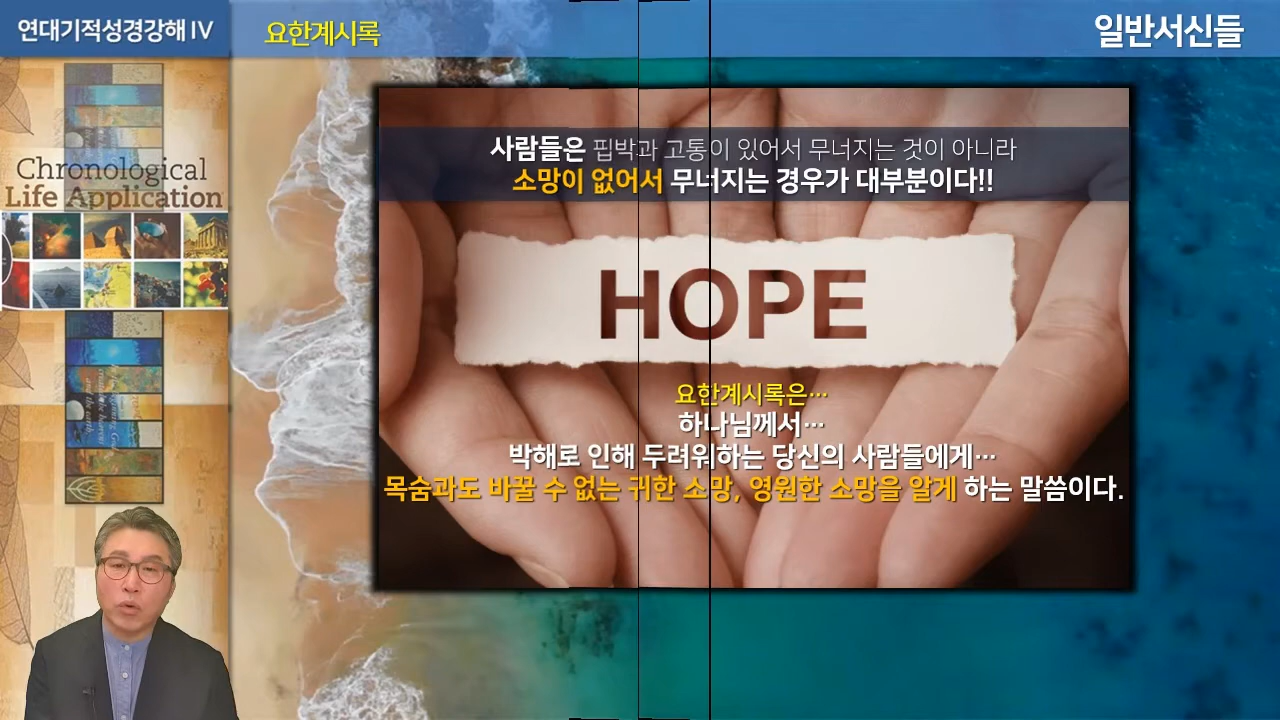 연대기적성경강해 IV
요한계시록
일반서신들
Chronological
Life Application
사람들은 핍박과 고통이 있어서 무너지는 것이 아니라
소망이 없어서 무너지는 경우가 대부분이다!!
HOPE
요한계시록은…
하나님께서…
박해로 인해 두려워하는 당신의 사람들에게…
목숨과도 바꿀 수 없는 귀한 소망, 영원한 소망을 알게 하는 말씀이다.